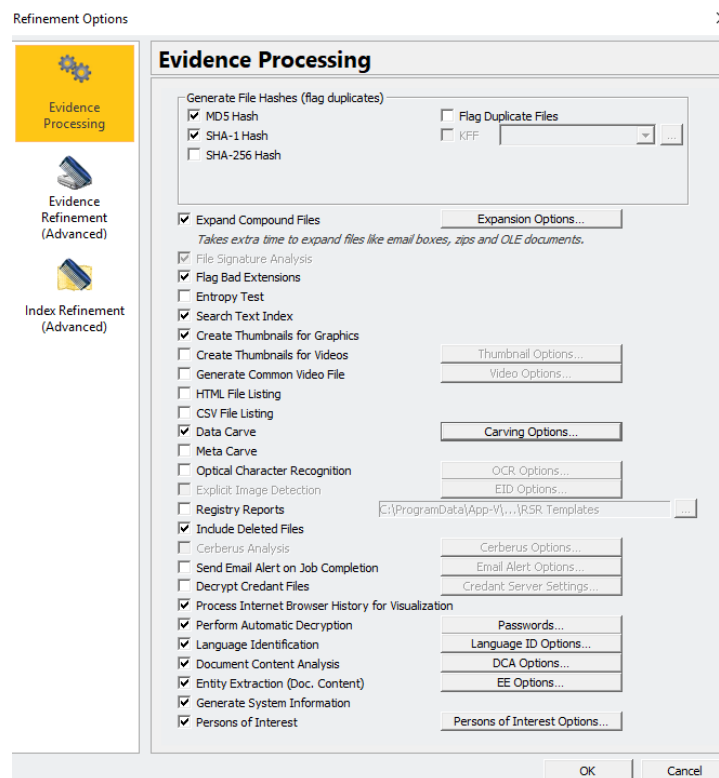 Refinement Options
Evidence
Processing
Evidence
Refinement
(Advanced)
Index Refinement
(Advanced)
Evidence Processing
Generate File Hashes (flag duplicates)
MD5 Hash
Flag Duplicate Files
SHA-1 Hash
KFF
...
SHA-256 Hash
Expand Compound Files
Expansion Options...
Takes extra time to expand files like email boxes, zips and OLE documents.
File Signature Analysis
Flag Bad Extensions
Entropy Test
Search Text Index
Create Thumbnails for Graphics
Create Thumbnails for Videos
Thumbnail Options...
Generate Common Video File
Video Options...
HTML File Listing
CSV File Listing
Data Carve
Carving Options...
Meta Carve
Optical Character Recognition
OCR Options...
Explicit Image Detection
EID Options...
Registry Reports
C:\ProgramData\App-V\...\RSR Templates
...
Include Deleted Files
Cerberus Analysis
Cerberus Options...
Send Email Alert on Job Completion
Email Alert Options...
Decrypt Credant Files
Credant Server Settings...
Process Internet Browser History for Visualization
Perform Automatic Decryption
Passwords...
Language Identification
Language ID Options...
Document Content Analysis
DCA Options...
Entity Extraction (Doc. Content)
EE Options...
Generate System Information
Persons of Interest
Persons of Interest Options...
OK
Cancel